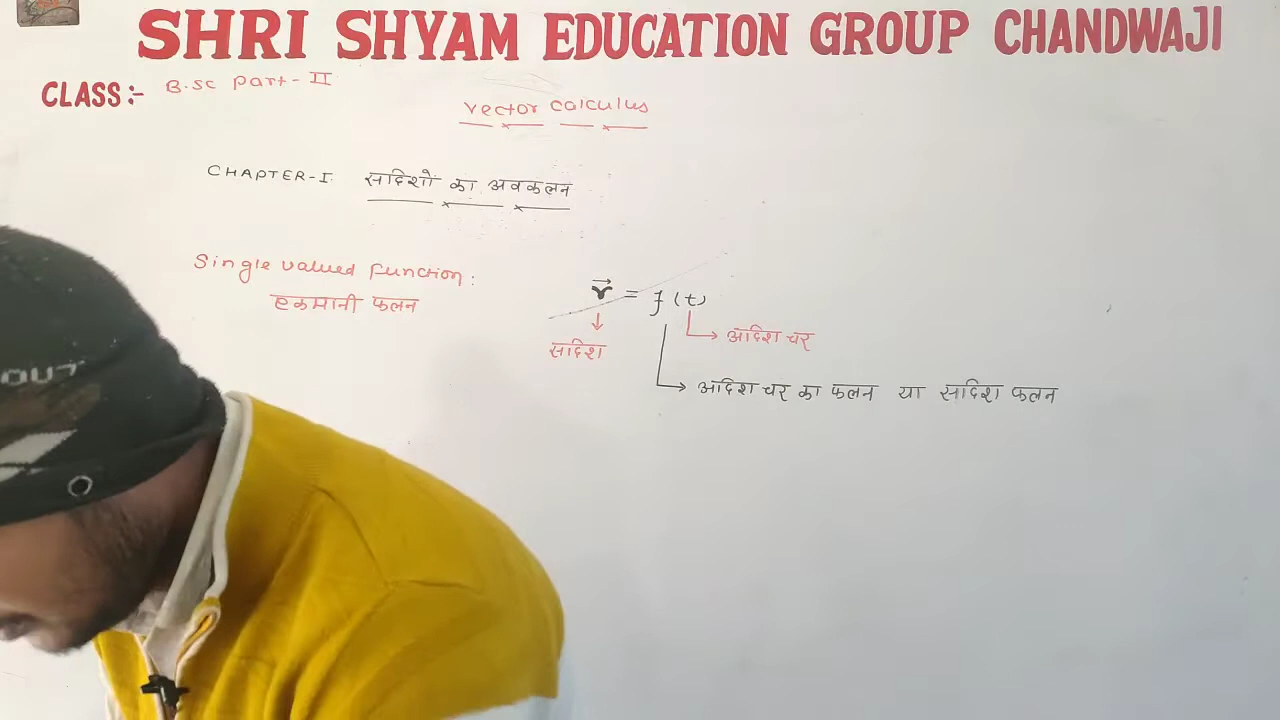 SHRI SHYAM EDUCATION GROUP CHANDWAJI
CLASS:- B.sc part-II
vector calculus
CHAPTER-I. सदिशों का अवकलन
Single valued function:
एकमानी फलन
r⃗ = f(t)
सदिश
अदिश चर
अदिश चर का फलन या सदिश फलन
OUT